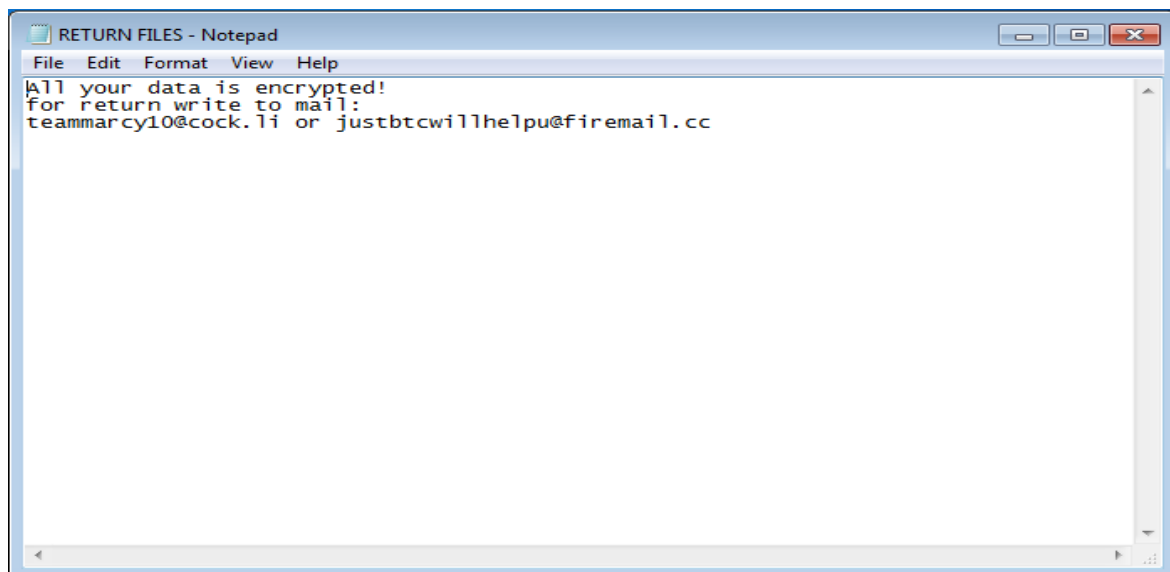 RETURN FILES - Notepad
File Edit Format View Help
All your data is encrypted!
for return write to mail:
teammarcy10@cock.li or justbtcwillhelpu@firemail.cc